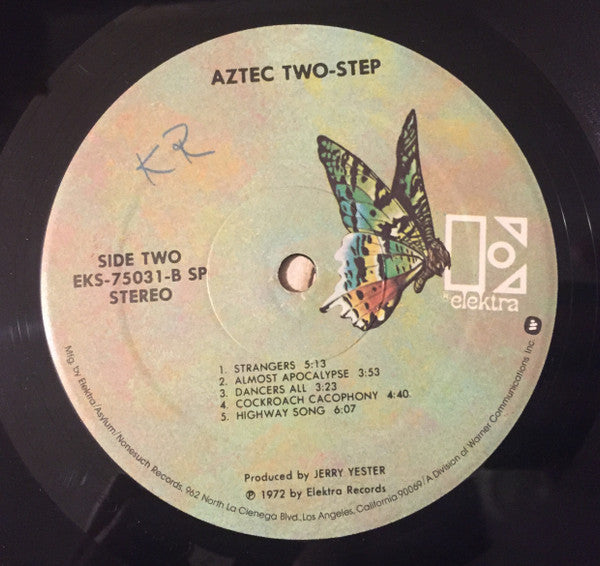 AZTEC TWO-STEP
KR
SIDE TWO
EKS-75031-B SP
STEREO
elektra
1. STRANGERS 5:13
2. ALMOST APOCALYPSE 3:53
3. DANCERS ALL 3:23
4. COCKROACH CACOPHONY 4:40
5. HIGHWAY SONG 6:07
Produced by JERRY YESTER
℗ 1972 by Elektra Records
Mfg. by Elektra/Asylum/Nonesuch Records, 962 North La Cienega Blvd., Los Angeles, California 90069/A Division of Warner Communications Inc.